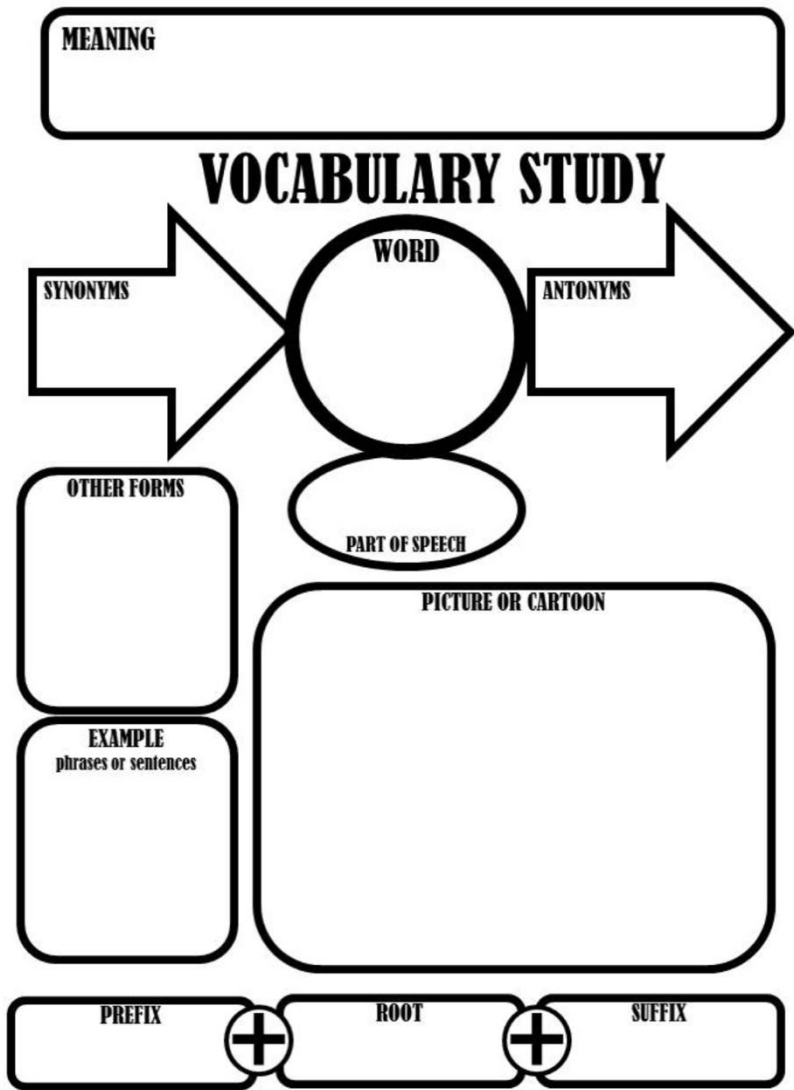 MEANING
VOCABULARY STUDY
WORD
SYNONYMS
ANTONYMS
OTHER FORMS
PART OF SPEECH
PICTURE OR CARTOON
EXAMPLE
phrases or sentences
PREFIX
+
ROOT
+
SUFFIX